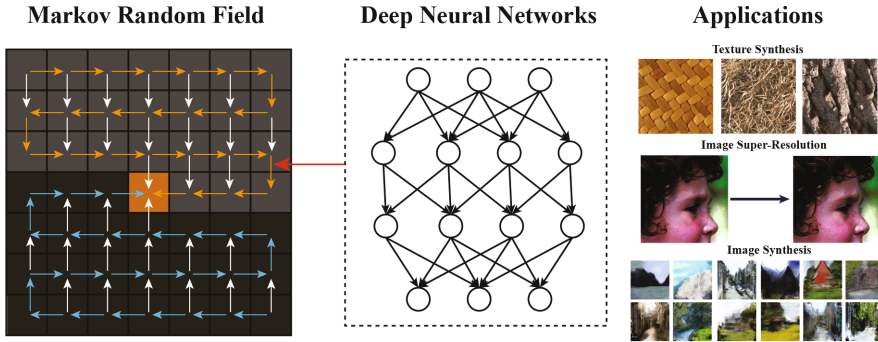 Markov Random Field
Deep Neural Networks
Applications
Texture Synthesis
Image Super-Resolution
Image Synthesis